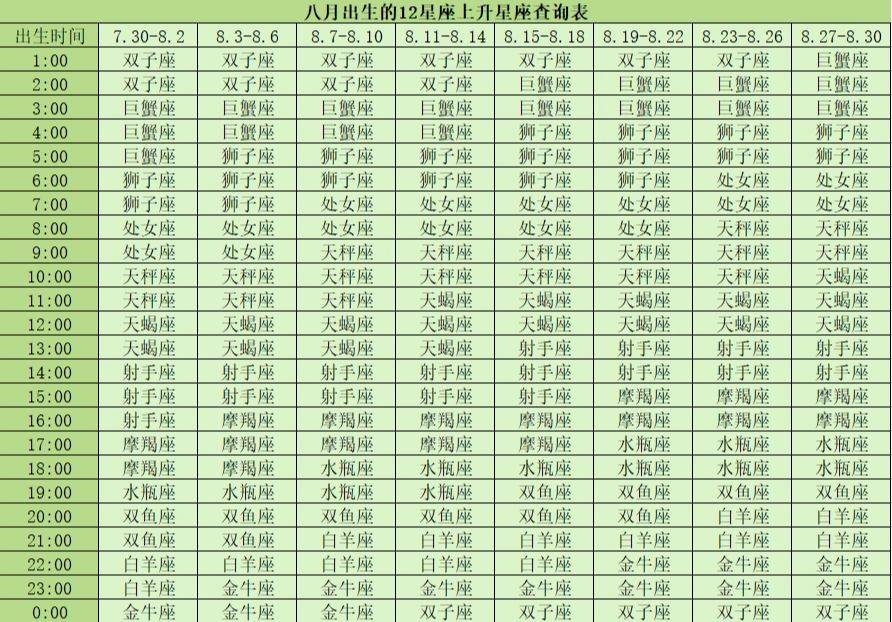 八月出生的12星座上升星座查询表
出生时间 7.30-8.2 8.3-8.6 8.7-8.10 8.11-8.14 8.15-8.18 8.19-8.22 8.23-8.26 8.27-8.30
1:00 双子座 双子座 双子座 双子座 双子座 双子座 双子座 巨蟹座
2:00 双子座 双子座 双子座 双子座 巨蟹座 巨蟹座 巨蟹座 巨蟹座
3:00 巨蟹座 巨蟹座 巨蟹座 巨蟹座 巨蟹座 巨蟹座 巨蟹座 巨蟹座
4:00 巨蟹座 巨蟹座 巨蟹座 巨蟹座 狮子座 狮子座 狮子座 狮子座
5:00 巨蟹座 狮子座 狮子座 狮子座 狮子座 狮子座 狮子座 狮子座
6:00 狮子座 狮子座 狮子座 狮子座 狮子座 狮子座 处女座 处女座
7:00 狮子座 狮子座 处女座 处女座 处女座 处女座 处女座 处女座
8:00 处女座 处女座 处女座 处女座 处女座 处女座 天秤座 天秤座
9:00 处女座 处女座 天秤座 天秤座 天秤座 天秤座 天秤座 天秤座
10:00 天秤座 天秤座 天秤座 天秤座 天秤座 天秤座 天秤座 天蝎座
11:00 天秤座 天秤座 天秤座 天蝎座 天蝎座 天蝎座 天蝎座 天蝎座
12:00 天蝎座 天蝎座 天蝎座 天蝎座 天蝎座 天蝎座 天蝎座 天蝎座
13:00 天蝎座 天蝎座 天蝎座 天蝎座 射手座 射手座 射手座 射手座
14:00 射手座 射手座 射手座 射手座 射手座 射手座 射手座 射手座
15:00 射手座 射手座 射手座 射手座 射手座 摩羯座 摩羯座 摩羯座
16:00 射手座 摩羯座 摩羯座 摩羯座 摩羯座 摩羯座 摩羯座 摩羯座
17:00 摩羯座 摩羯座 摩羯座 摩羯座 摩羯座 水瓶座 水瓶座 水瓶座
18:00 摩羯座 摩羯座 水瓶座 水瓶座 水瓶座 水瓶座 水瓶座 水瓶座
19:00 水瓶座 水瓶座 水瓶座 水瓶座 双鱼座 双鱼座 双鱼座 双鱼座
20:00 双鱼座 双鱼座 双鱼座 双鱼座 双鱼座 双鱼座 白羊座 白羊座
21:00 双鱼座 双鱼座 白羊座 白羊座 白羊座 白羊座 白羊座 白羊座
22:00 白羊座 白羊座 白羊座 白羊座 白羊座 金牛座 金牛座 金牛座
23:00 白羊座 金牛座 金牛座 金牛座 金牛座 金牛座 金牛座 金牛座
0:00 金牛座 金牛座 金牛座 双子座 双子座 双子座 双子座 双子座